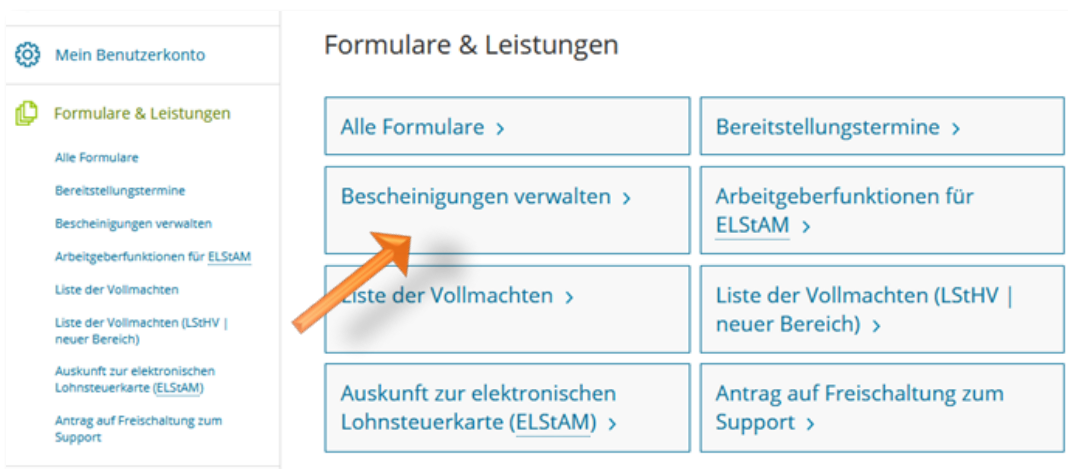 Mein Benutzerkonto
Formulare & Leistungen
Alle Formulare
Bereitstellungstermine
Bescheinigungen verwalten
Arbeitgeberfunktionen für ELStAM
Liste der Vollmachten
Liste der Vollmachten (LStHV |
neuer Bereich)
Auskunft zur elektronischen
Lohnsteuerkarte (ELStAM)
Antrag auf Freischaltung zum
Support
Formulare & Leistungen
Alle Formulare >
Bereitstellungstermine >
Bescheinigungen verwalten >
Arbeitgeberfunktionen für
ELStAM >
Liste der Vollmachten >
Liste der Vollmachten (LStHV |
neuer Bereich) >
Auskunft zur elektronischen
Lohnsteuerkarte (ELStAM) >
Antrag auf Freischaltung zum
Support >